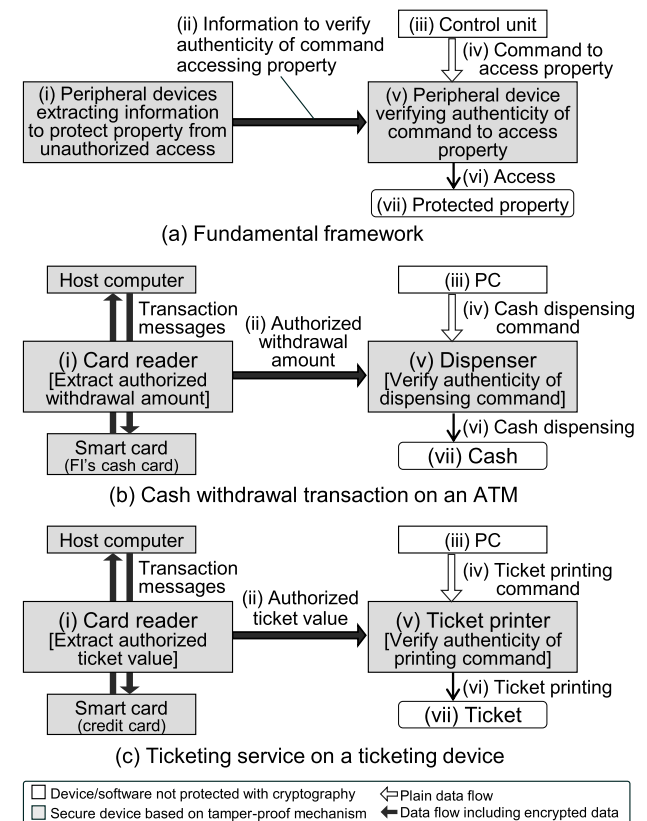 (ii) Information to verify
authenticity of command
accessing property
(iii) Control unit
(iv) Command to
access property
(i) Peripheral devices
extracting information
to protect property from
unauthorized access
(v) Peripheral device
verifying authenticity of
command to access
property
(vi) Access
(vii) Protected property
(a) Fundamental framework
Host computer
Transaction
messages
(ii) Authorized
withdrawal
amount
(iii) PC
(iv) Cash dispensing
command
(i) Card reader
[Extract authorized
withdrawal amount]
(v) Dispenser
[Verify authenticity of
dispensing command]
(vi) Cash dispensing
Smart card
(FI's cash card)
(vii) Cash
(b) Cash withdrawal transaction on an ATM
Host computer
Transaction
messages
(ii) Authorized
ticket value
(iii) PC
(iv) Ticket printing
command
(i) Card reader
[Extract authorized
ticket value]
(v) Ticket printer
[Verify authenticity of
printing command]
(vi) Ticket printing
Smart card
(credit card)
(vii) Ticket
(c) Ticketing service on a ticketing device
Device/software not protected with cryptography
Plain data flow
Secure device based on tamper-proof mechanism
Data flow including encrypted data